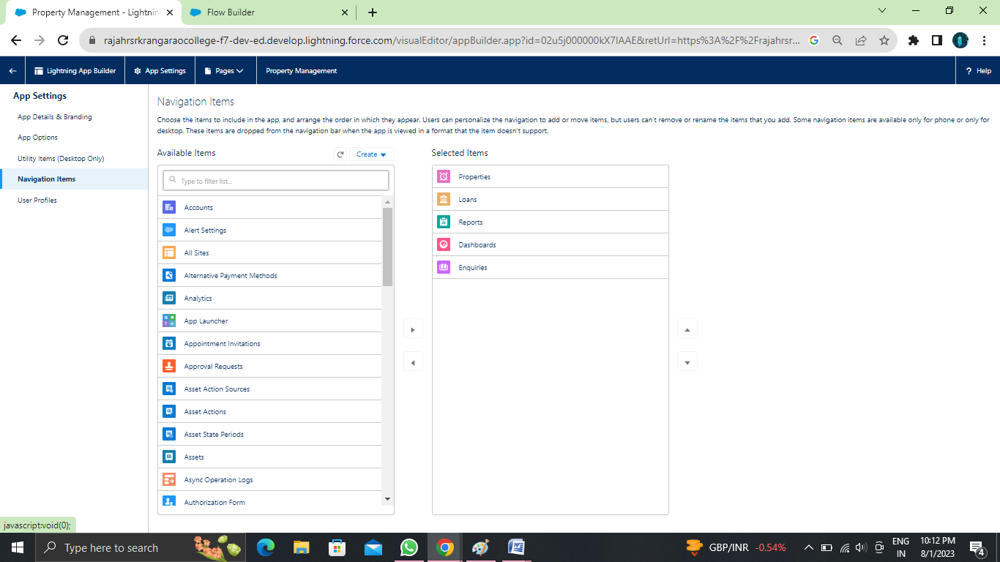 Property Management - Lightnin
Flow Builder
rajahrsrkrangaraocollege-f7-dev-ed.develop.lightning.force.com/visualEditor/appBuilder.app?id=02u5j000000kX7IAAE&retUrl=https%3A%2F%2Frajahrsr...
Lightning App Builder
App Settings
Pages
Property Management
? Help
App Settings
App Details & Branding
App Options
Utility Items (Desktop Only)
Navigation Items
User Profiles
Navigation Items
Choose the items to include in the app, and arrange the order in which they appear. Users can personalize the navigation to add or move items, but users can't remove or rename the items that you add. Some navigation items are available only for phone or only for
desktop. These items are dropped from the navigation bar when the app is viewed in a format that the item doesn't support.
Available Items
Create
Type to filter list...
Accounts
Alert Settings
All Sites
Alternative Payment Methods
Analytics
App Launcher
Appointment Invitations
Approval Requests
Asset Action Sources
Asset Actions
Asset State Periods
Assets
Async Operation Logs
Authorization Form
Selected Items
Properties
Loans
Reports
Dashboards
Enquiries
javascript:void(0);
Type here to search
GBP/INR -0.54%
ENG
IN
10:12 PM
8/1/2023
4